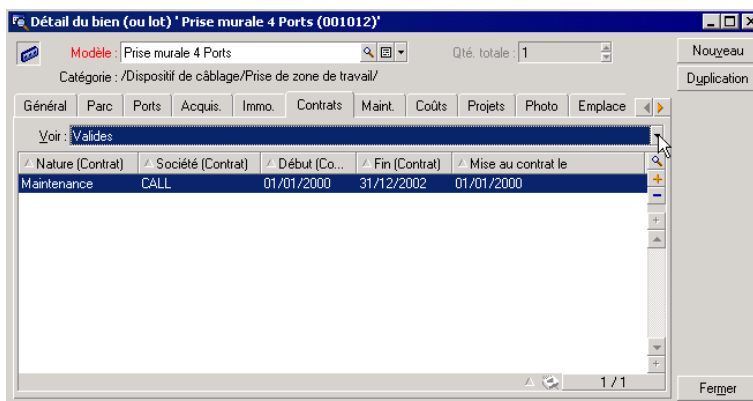 Détail du bien (ou lot) ' Prise murale 4 Ports (001012)'
Modèle : Prise murale 4 Ports Qté. totale : 1 Nouveau
Catégorie : /Dispositif de câblage/Prise de zone de travail/ Duplication
Général Parc Ports Acquis. Immo. Contrats Maint. Coûts Projets Photo Emplace
Voir : Valides
Nature (Contrat) Société (Contrat) Début (Co... Fin (Contrat) Mise au contrat le
Maintenance CALL 01/01/2000 31/12/2002 01/01/2000
1 / 1 Fermer